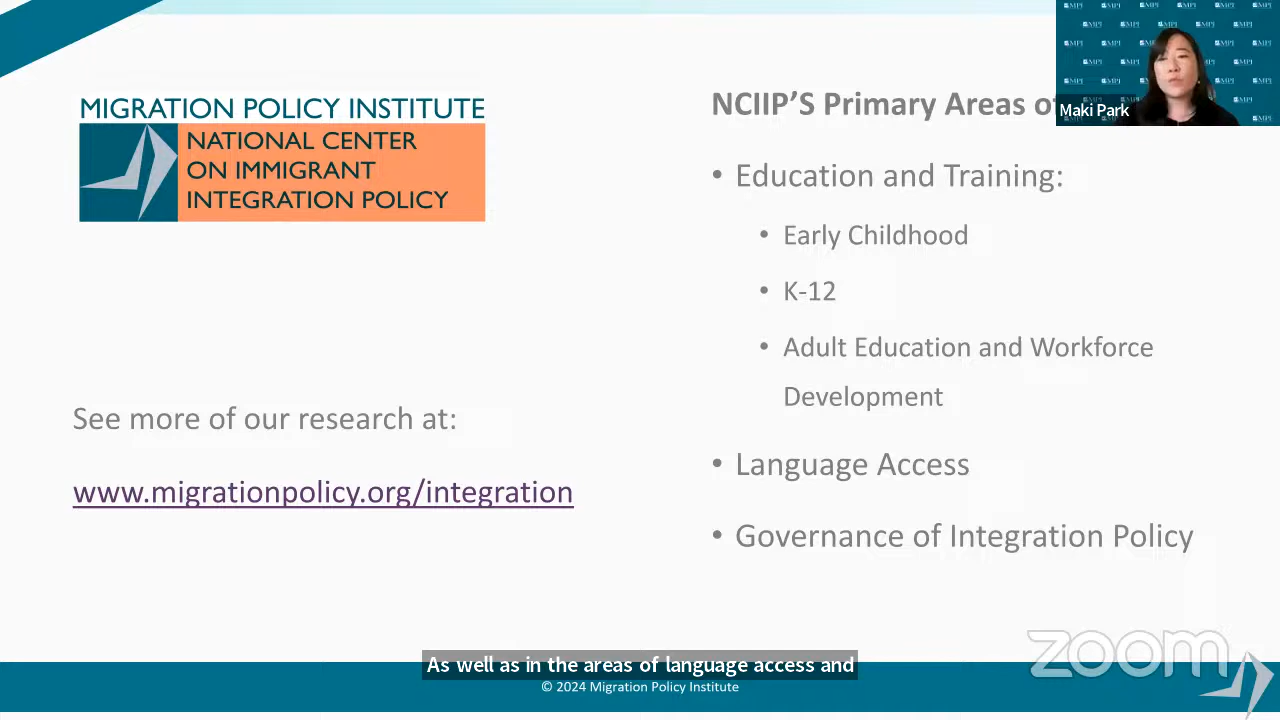 MIGRATION POLICY INSTITUTE
NATIONAL CENTER
ON IMMIGRANT
INTEGRATION POLICY
See more of our research at:
www.migrationpolicy.org/integration
NCIIP’S Primary Areas of
• Education and Training:
• Early Childhood
• K-12
• Adult Education and Workforce
Development
• Language Access
• Governance of Integration Policy
Maki Park
As well as in the areas of language access and
© 2024 Migration Policy Institute
zoom